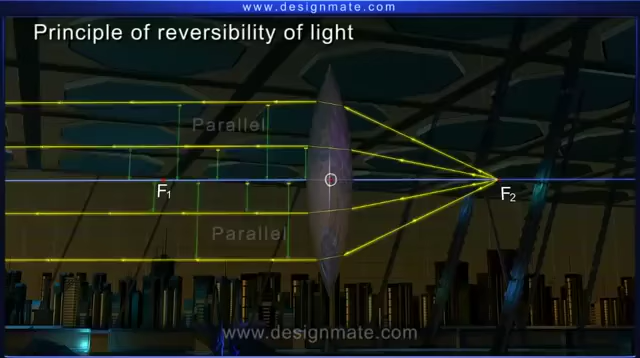 www.designmate.com
Principle of reversibility of light
Parallel
F1
O
F2
Parallel
www.designmate.com